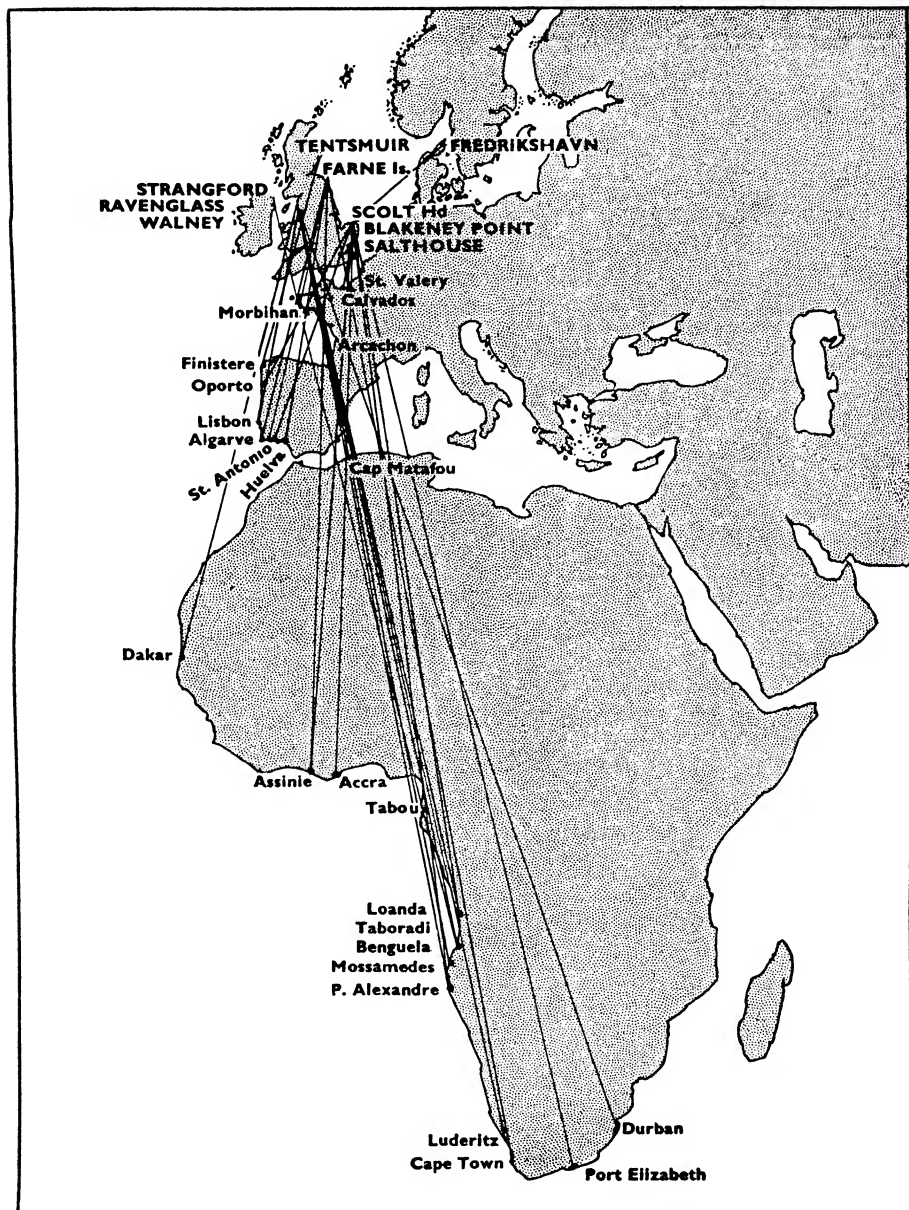 TENTSMUIR FREDRIKSHAVN
FARNE Is.
STRANGFORD
RAVENGLASS
WALNEY
SCOLT Hd
BLAKENEY POINT
SALTHOUSE
St. Valery
Calvados
Morbihan
Arcachon
Finistere
Oporto
Lisbon
Algarve
St. Antonio
Huelva
Cap Matafou
Dakar
Assinie
Accra
Tabou
Loanda
Taboradi
Benguela
Mossamedes
P. Alexandre
Luderitz
Cape Town
Durban
Port Elizabeth